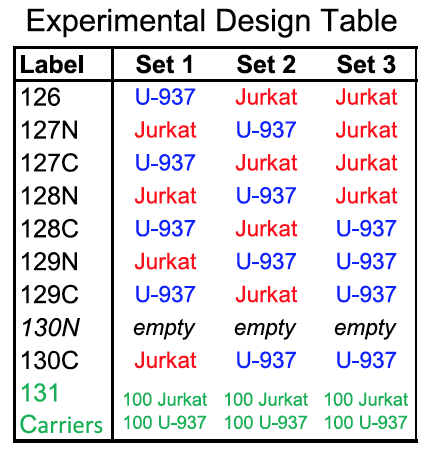 Experimental Design Table
Label Set 1 Set 2 Set 3
126 U-937 Jurkat Jurkat
127N Jurkat U-937 Jurkat
127C U-937 Jurkat Jurkat
128N Jurkat U-937 Jurkat
128C U-937 Jurkat U-937
129N Jurkat U-937 U-937
129C U-937 Jurkat U-937
130N empty empty empty
130C Jurkat U-937 U-937
131 100 Jurkat 100 Jurkat 100 Jurkat
Carriers 100 U-937 100 U-937 100 U-937